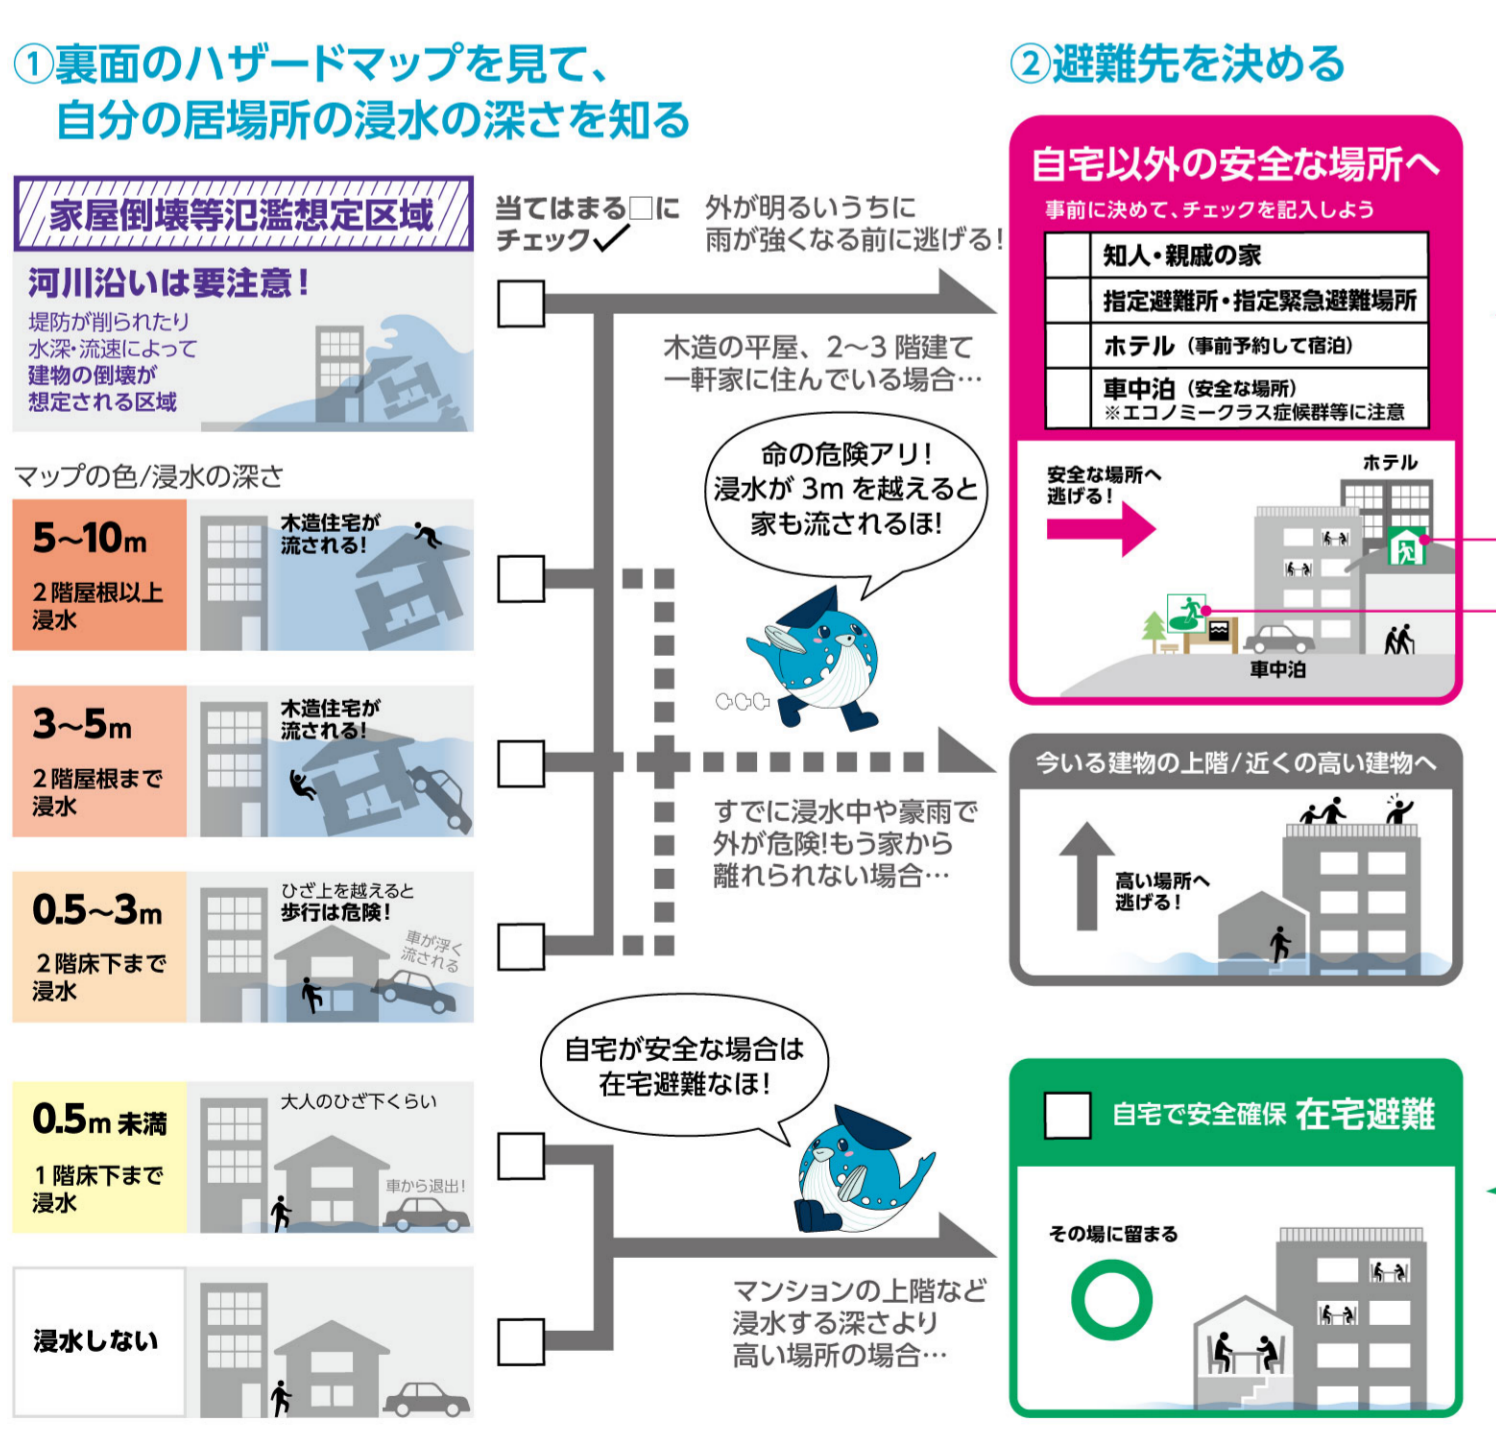 ①裏面のハザードマップを見て、
自分の居場所の浸水の深さを知る
家屋倒壊等氾濫想定区域
河川沿いは要注意！
堤防が削られたり
水深・流速によって
建物の倒壊が
想定される区域
当てはまる□に
チェック✓
外が明るいうちに
雨が強くなる前に逃げる！
木造の平屋、2〜3階建て
一軒家に住んでいる場合…
マップの色/浸水の深さ
5〜10m
2階屋根以上
浸水
木造住宅が
流される！
命の危険アリ！
浸水が3mを越えると
家も流されるほ！
3〜5m
2階屋根まで
浸水
木造住宅が
流される！
すでに浸水中や豪雨で
外が危険！もう家から
離れられない場合…
0.5〜3m
2階床下まで
浸水
ひざ上を越えると
歩行は危険！
車が浮く
流される
自宅が安全な場合は
在宅避難なほ！
0.5m未満
1階床下まで
浸水
大人のひざ下くらい
車から退出！
浸水しない
マンションの上階など
浸水する深さより
高い場所の場合…
②避難先を決める
自宅以外の安全な場所へ
事前に決めて、チェックを記入しよう
知人・親戚の家
指定避難所・指定緊急避難場所
ホテル（事前予約して宿泊）
車中泊（安全な場所）
※エコノミークラス症候群等に注意
安全な場所へ
逃げる！
ホテル
車中泊
今いる建物の上階/近くの高い建物へ
高い場所へ
逃げる！
自宅で安全確保 在宅避難
その場に留まる